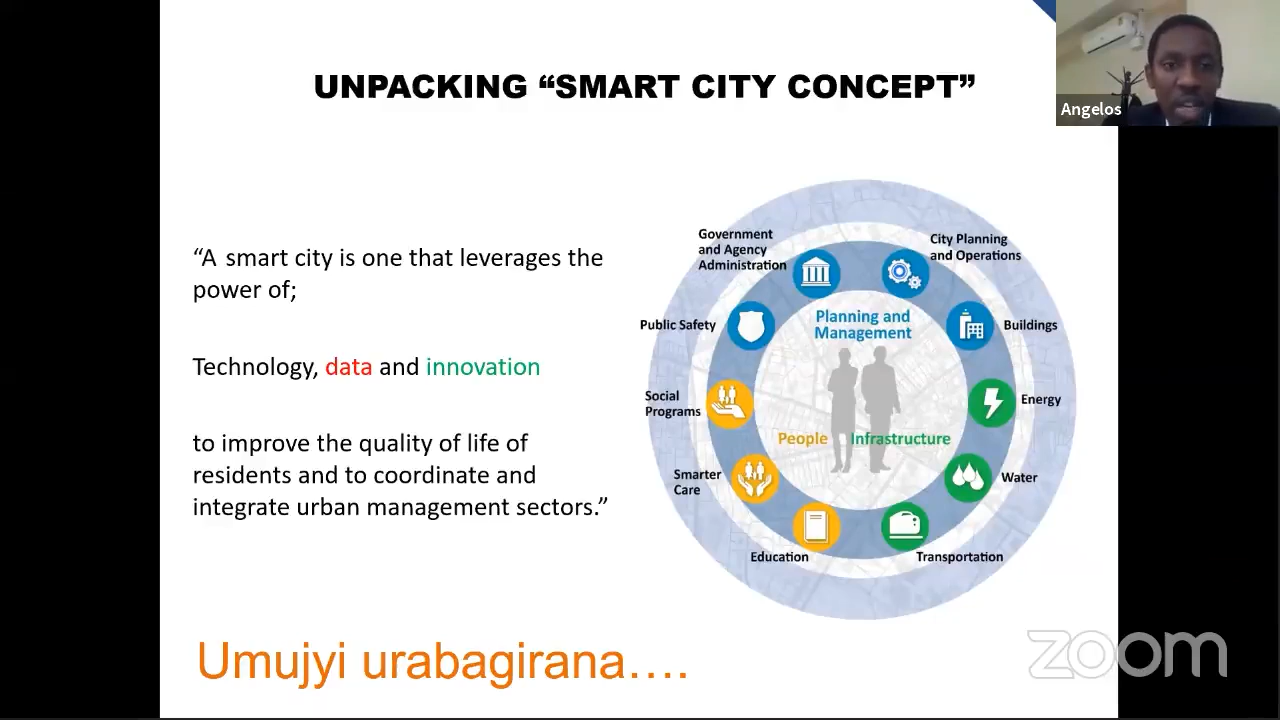 UNPACKING “SMART CITY CONCEPT”
Angelos
“A smart city is one that leverages the
power of;
Technology, data and innovation
to improve the quality of life of
residents and to coordinate and
integrate urban management sectors.”
Government
and Agency
Administration
City Planning
and Operations
Public Safety
Planning and
Management
Buildings
Social
Programs
Energy
People
Infrastructure
Smarter
Care
Water
Education
Transportation
Umujyi urabagirana....
zoom